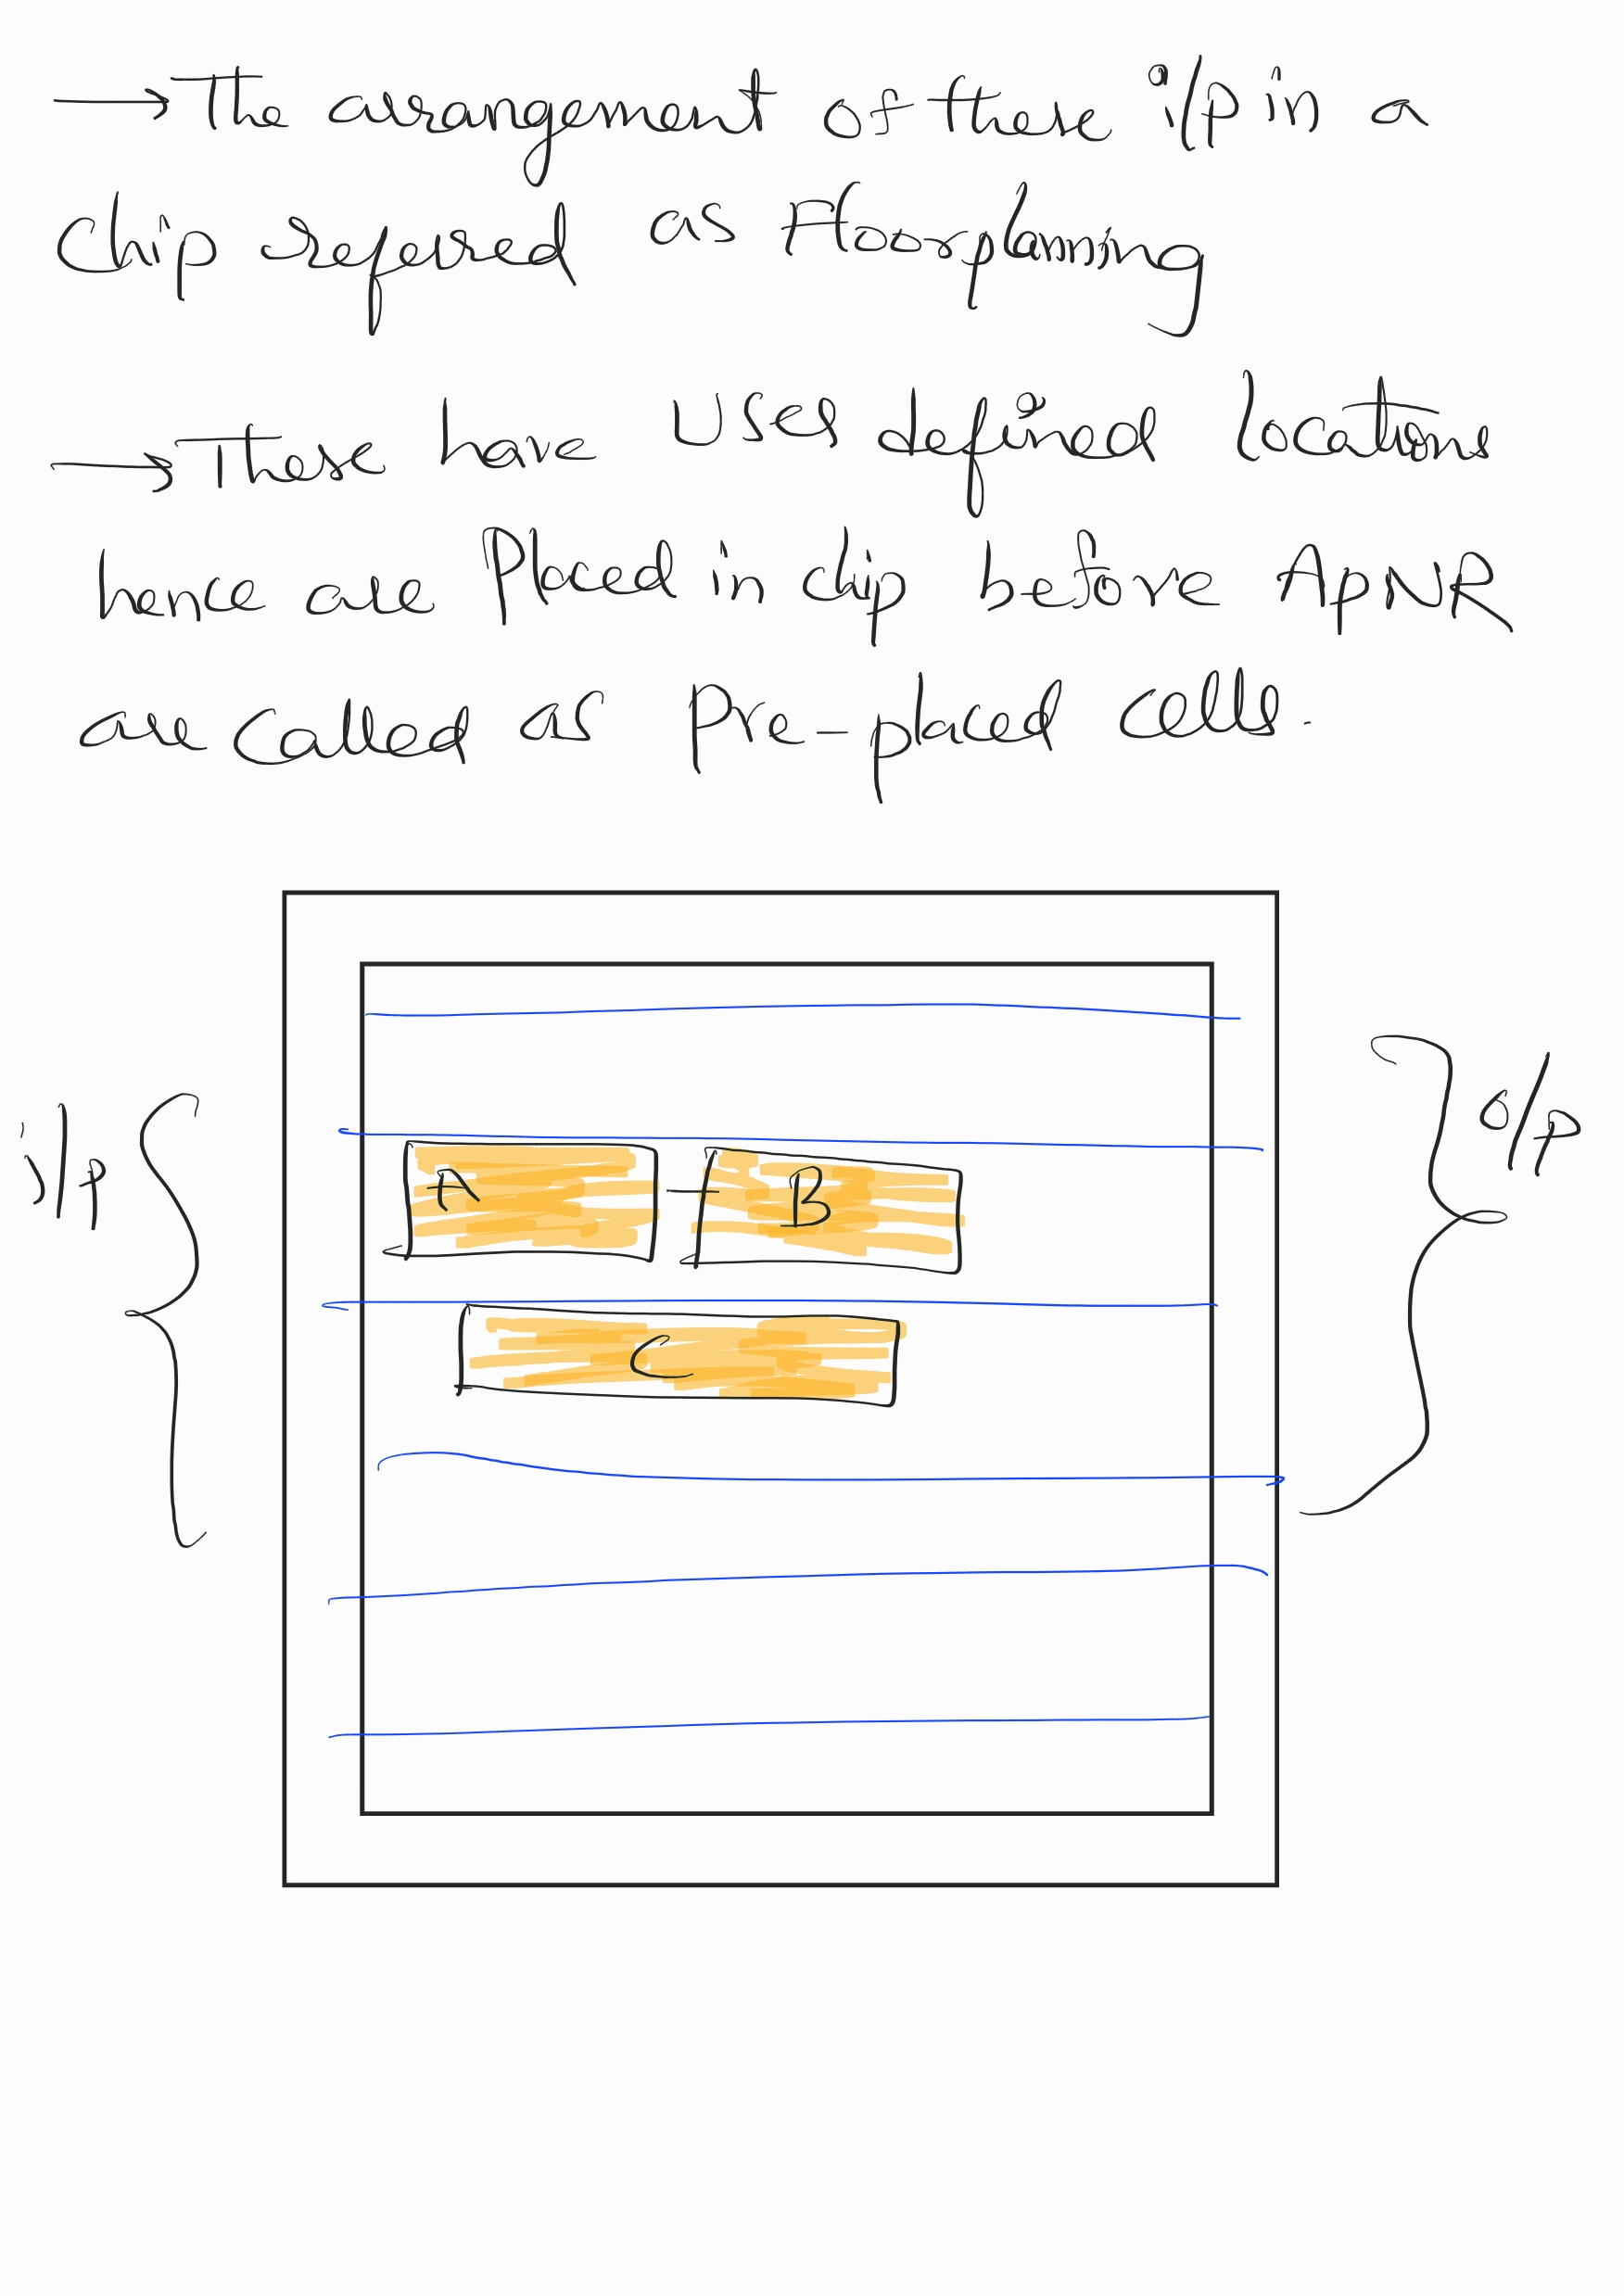 → The arrangement of these i/p in a
chip refered as Floorplanning
→ These have user defined locations
hence are Placed in chip before APNR
are called as Pre-placed cells.
i/p
o/p
A
B
C